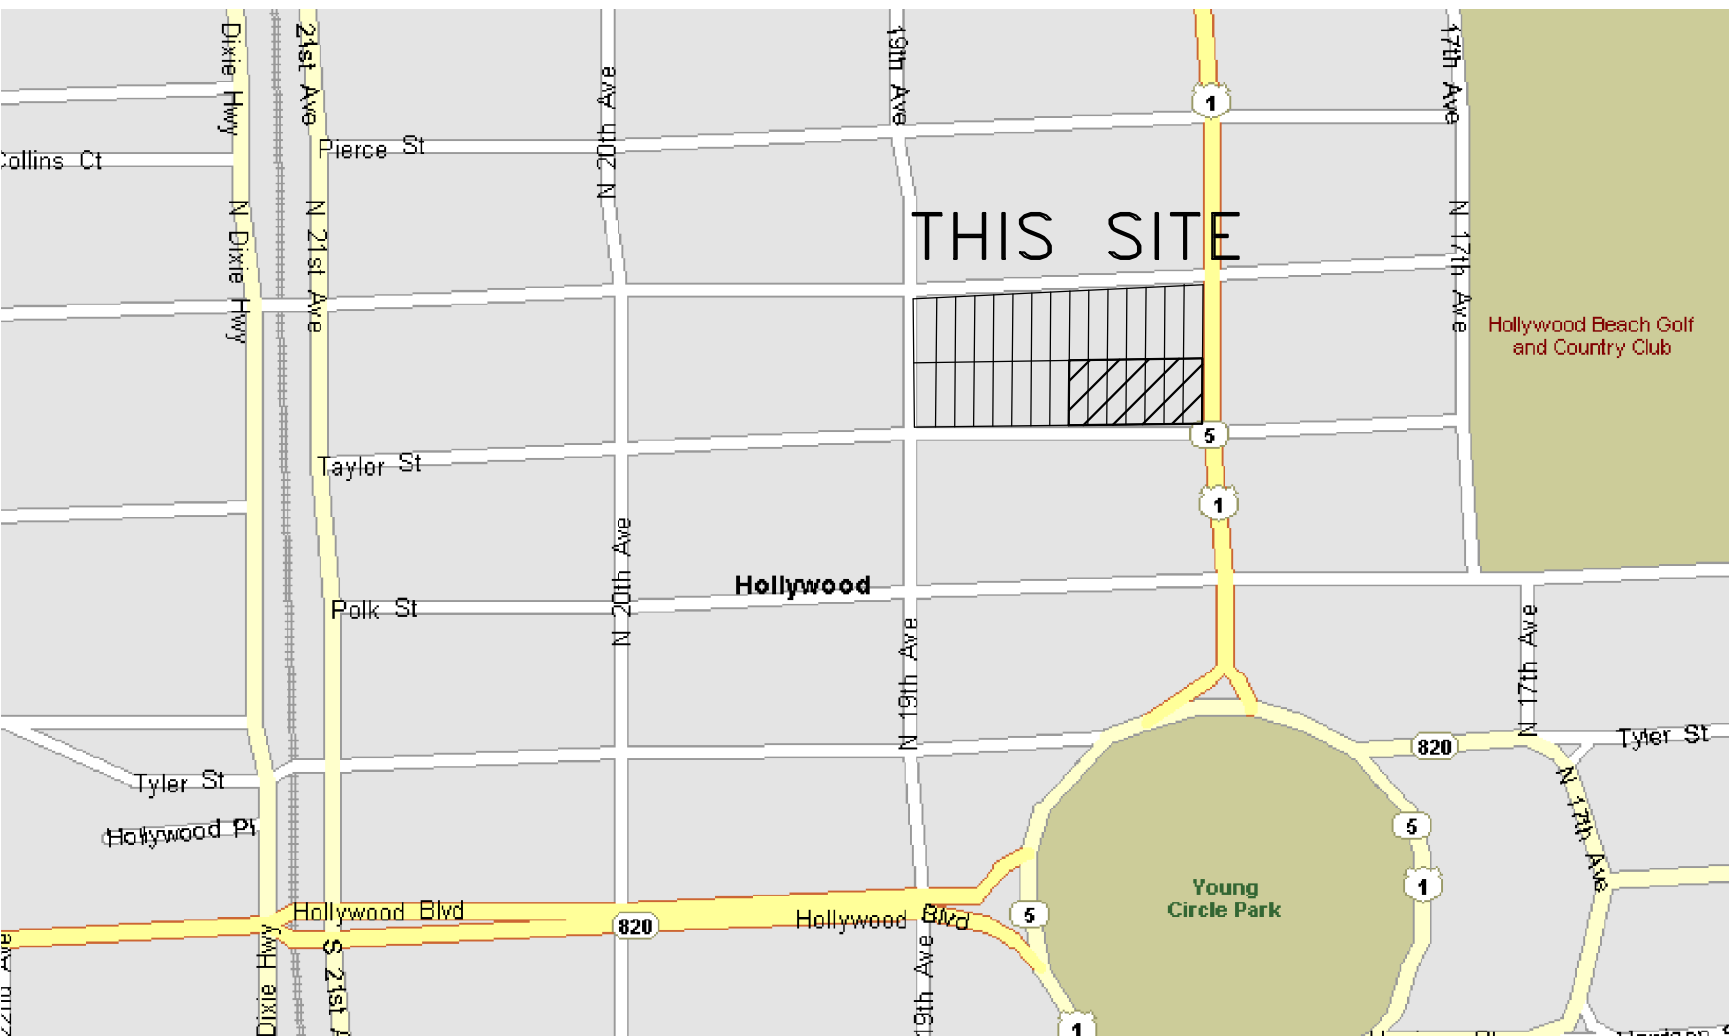 Dixie Hwy
21st Ave
N 20th Ave
19th Ave
1
17th Ave
Collins Ct
Pierce St
N Dixie Hwy
N 21st Ave
THIS SITE
N 17th Ave
Hollywood Beach Golf
and Country Club
Taylor St
5
1
N 20th Ave
Hollywood
Polk St
N 19th Ave
N 17th Ave
Tyler St
820
Tyler St
Hollywood Pl
N 17th Ave
5
Young
Circle Park
1
Hollywood Blvd
820
Hollywood Blvd
5
Dixie Hwy
S 21st A
19th Ave
1